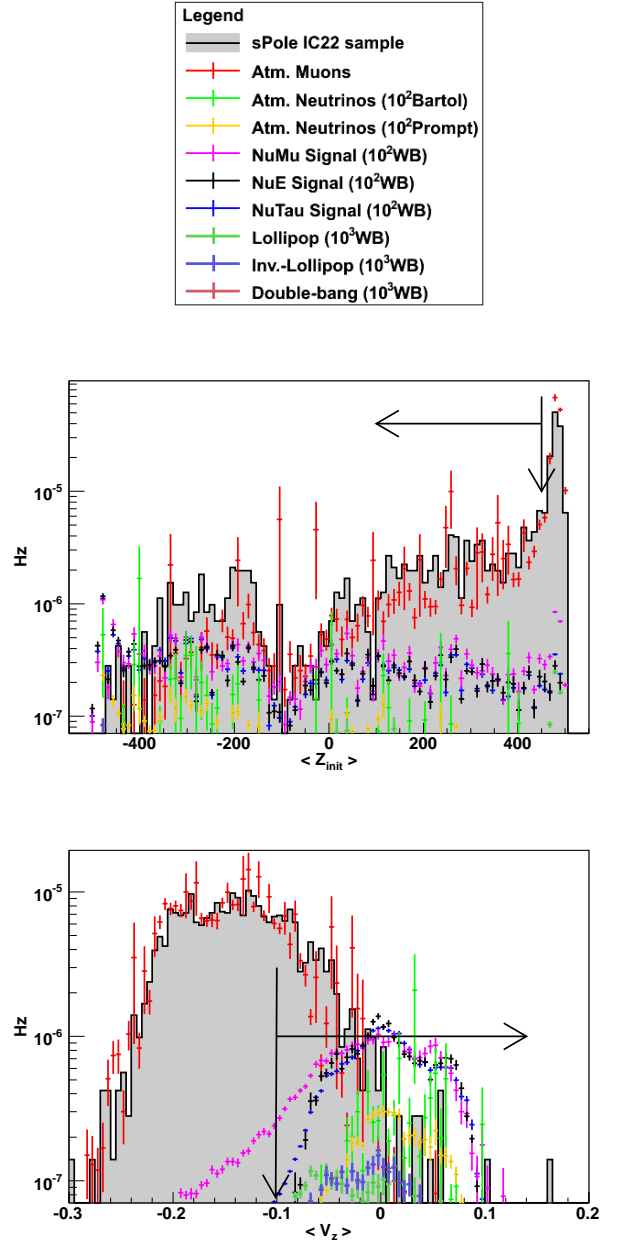 Legend
sPole IC22 sample
Atm. Muons
Atm. Neutrinos (10²Bartol)
Atm. Neutrinos (10²Prompt)
NuMu Signal (10²WB)
NuE Signal (10²WB)
NuTau Signal (10²WB)
Lollipop (10³WB)
Inv.-Lollipop (10³WB)
Double-bang (10³WB)
Hz
10⁻⁵
10⁻⁶
10⁻⁷
-400 -200 0 200 400
< Z_init >
Hz
10⁻⁵
10⁻⁶
10⁻⁷
-0.3 -0.2 -0.1 0 0.1 0.2
< V_z >